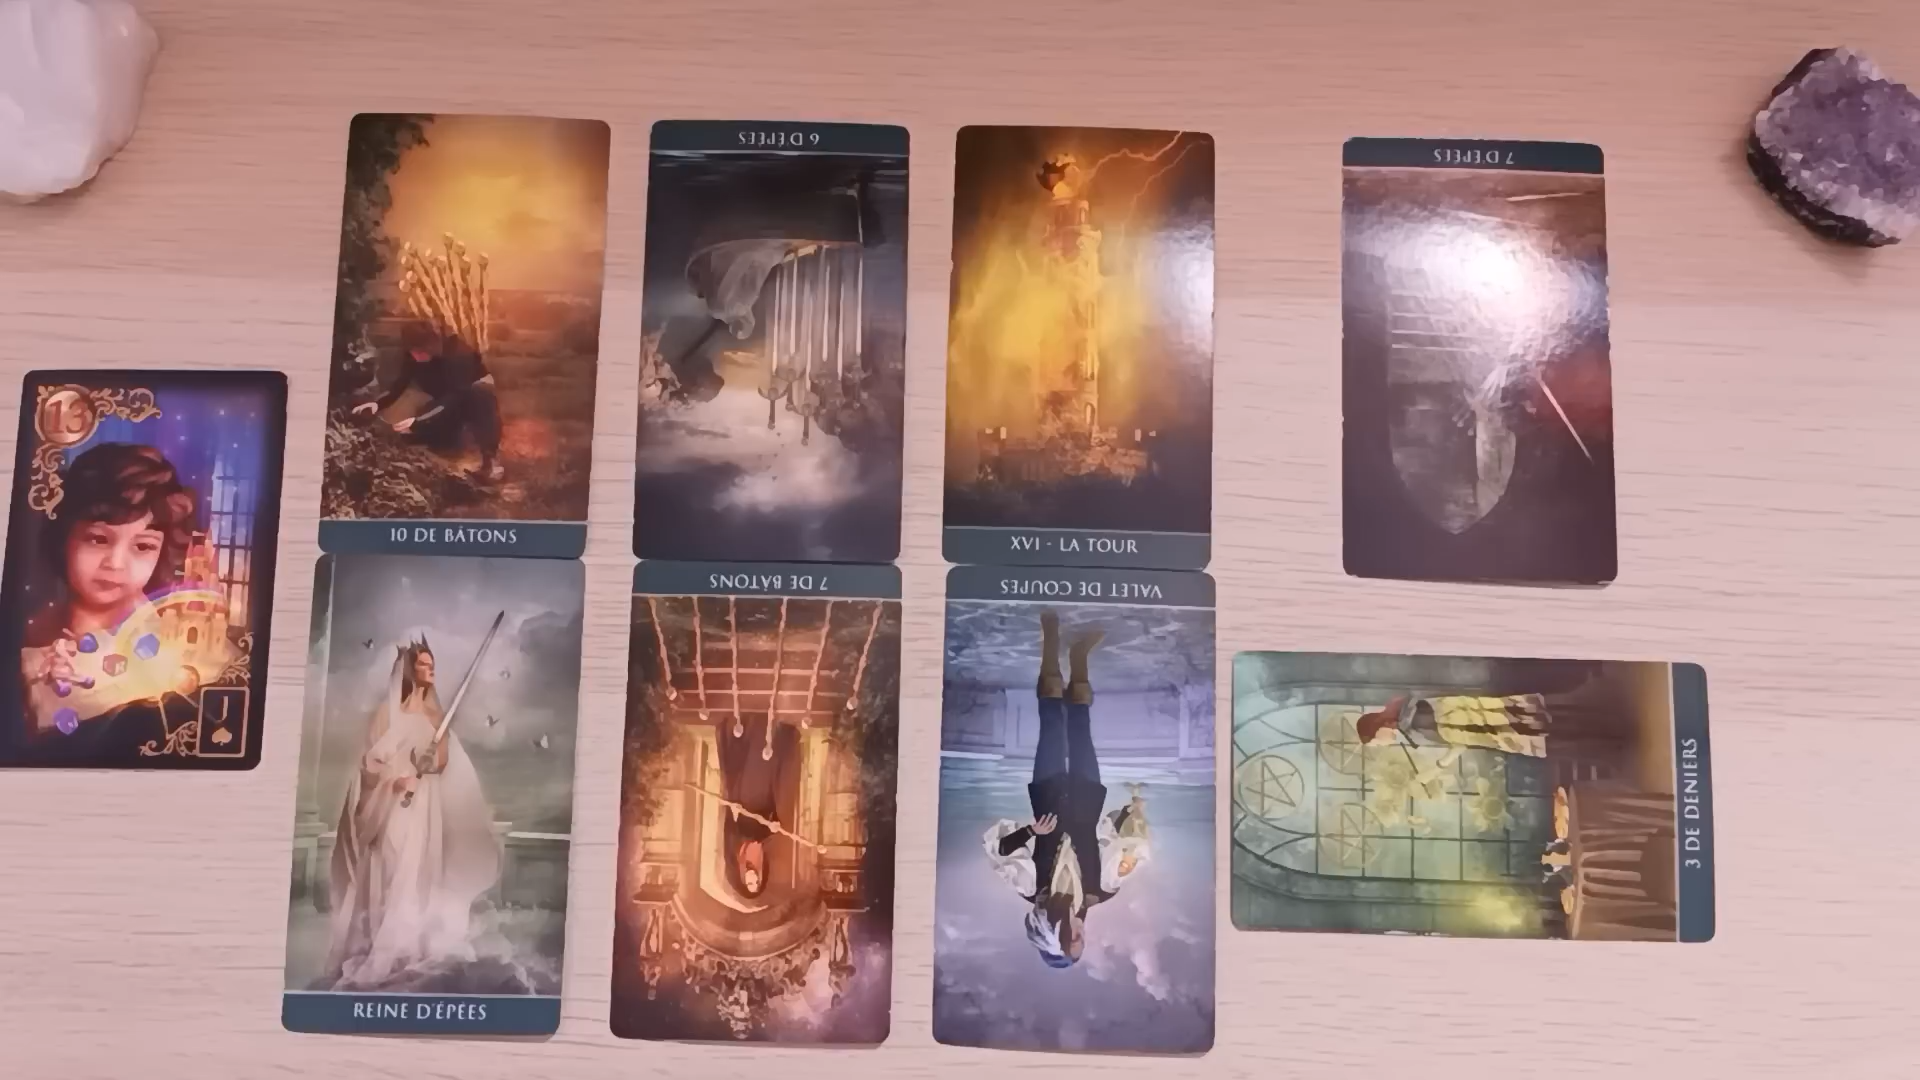 10 DE BÂTONS
6 D'ÉPÉES
XVI - LA TOUR
7 D'ÉPÉES
13
J
REINE D'ÉPÉES
7 DE BÂTONS
VALET DE COUPES
3 DE DENIERS